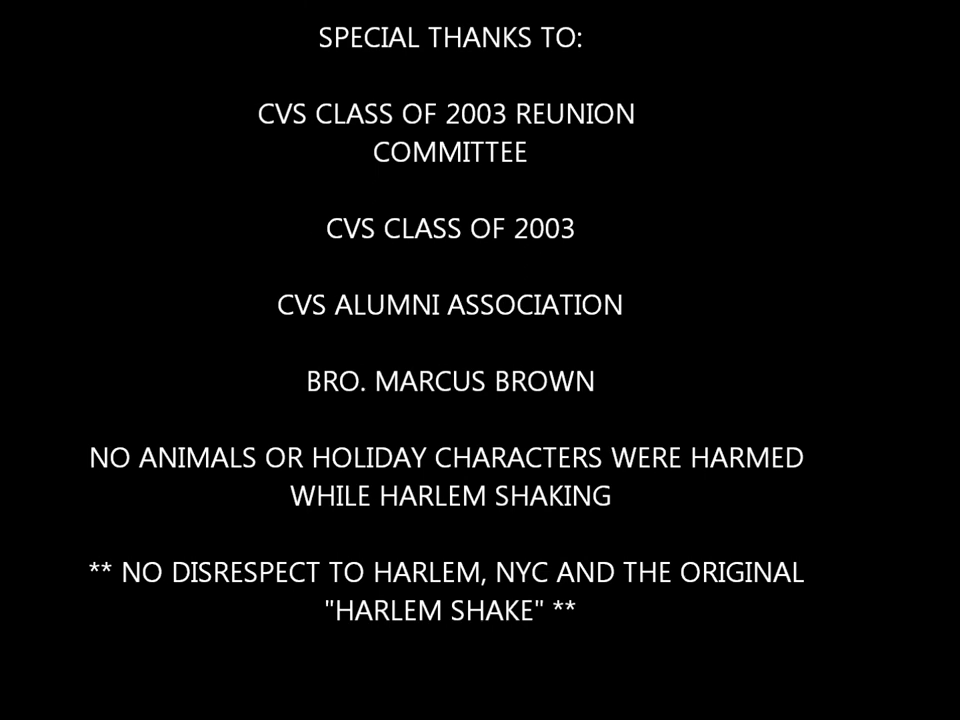 SPECIAL THANKS TO:
CVS CLASS OF 2003 REUNION
COMMITTEE
CVS CLASS OF 2003
CVS ALUMNI ASSOCIATION
BRO. MARCUS BROWN
NO ANIMALS OR HOLIDAY CHARACTERS WERE HARMED
WHILE HARLEM SHAKING
** NO DISRESPECT TO HARLEM, NYC AND THE ORIGINAL
"HARLEM SHAKE" **